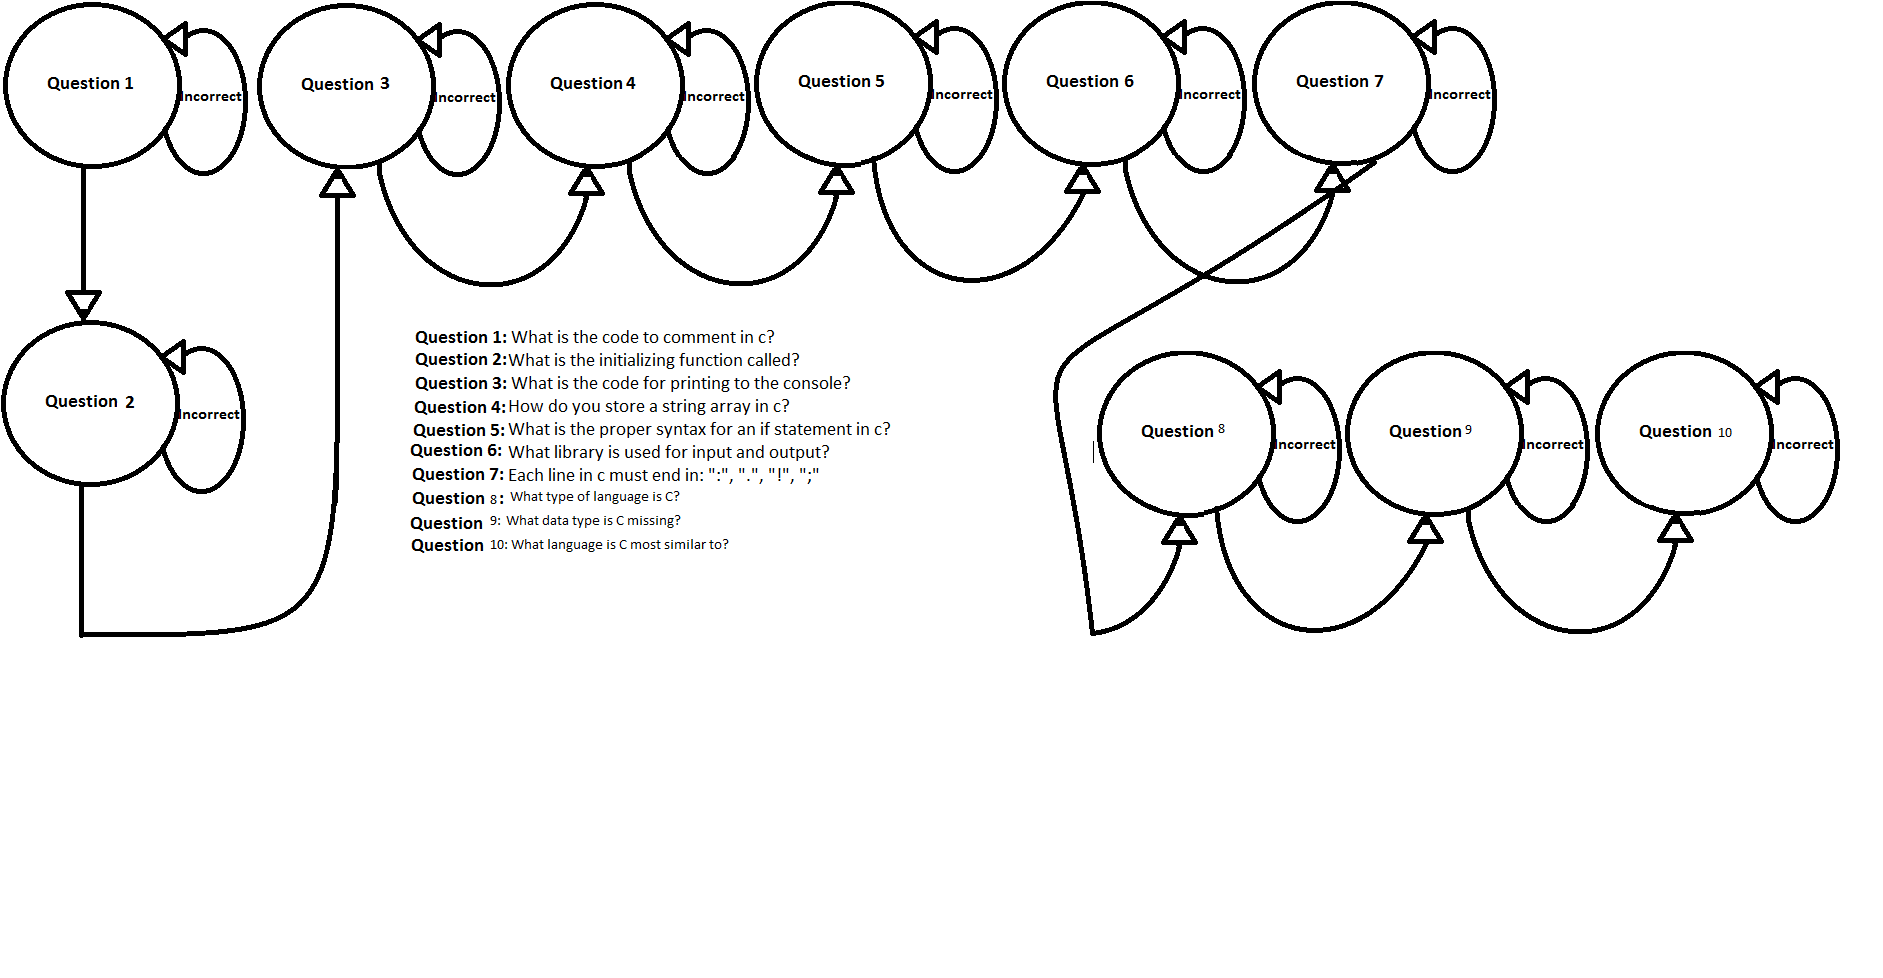 Question 1
Incorrect
Question 3
Incorrect
Question 4
Incorrect
Question 5
Incorrect
Question 6
Incorrect
Question 7
Incorrect
Question 2
Incorrect
Question 1: What is the code to comment in c?
Question 2: What is the initializing function called?
Question 3: What is the code for printing to the console?
Question 4: How do you store a string array in c?
Question 5: What is the proper syntax for an if statement in c?
Question 6: What library is used for input and output?
Question 7: Each line in c must end in: ":", ".", "!", ";"
Question 8: What type of language is C?
Question 9: What data type is C missing?
Question 10: What language is C most similar to?
Question 8
Incorrect
Question 9
Incorrect
Question 10
Incorrect